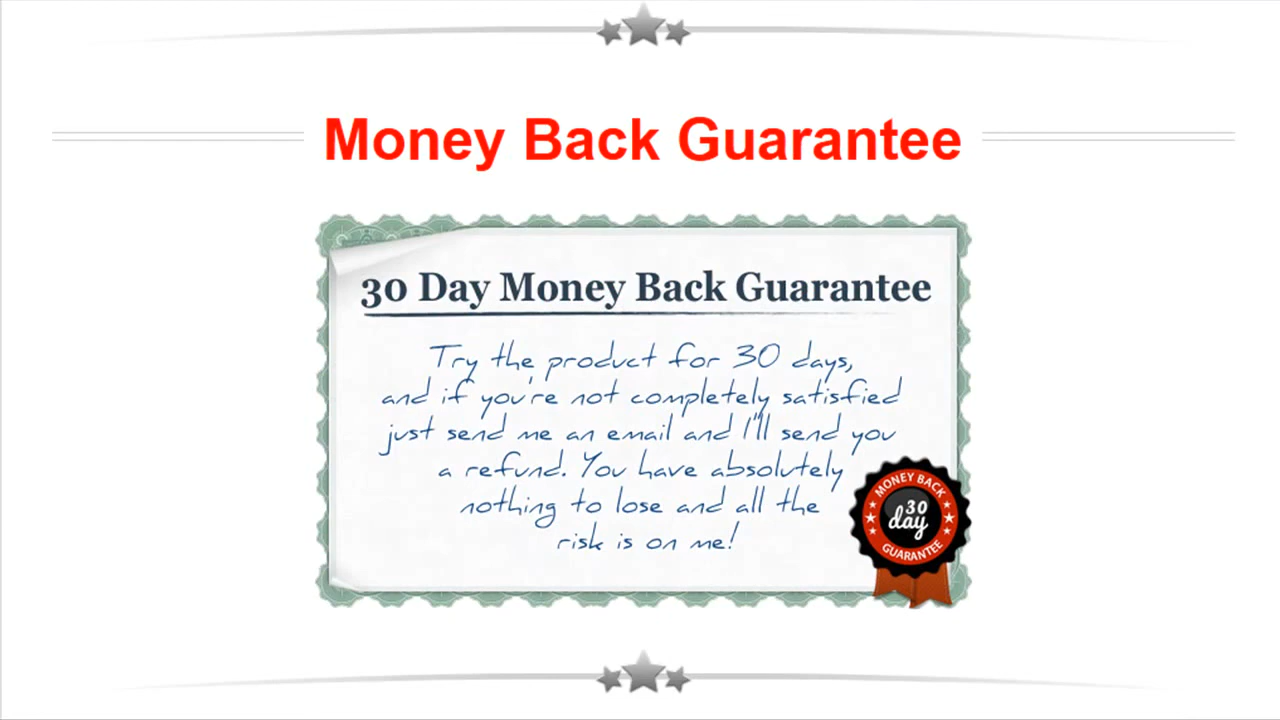 Money Back Guarantee
30 Day Money Back Guarantee
Try the product for 30 days,
and if you're not completely satisfied
just send me an email and I'll send you
a refund. You have absolutely
nothing to lose and all the
risk is on me!
MONEY BACK
30
day
GUARANTEE